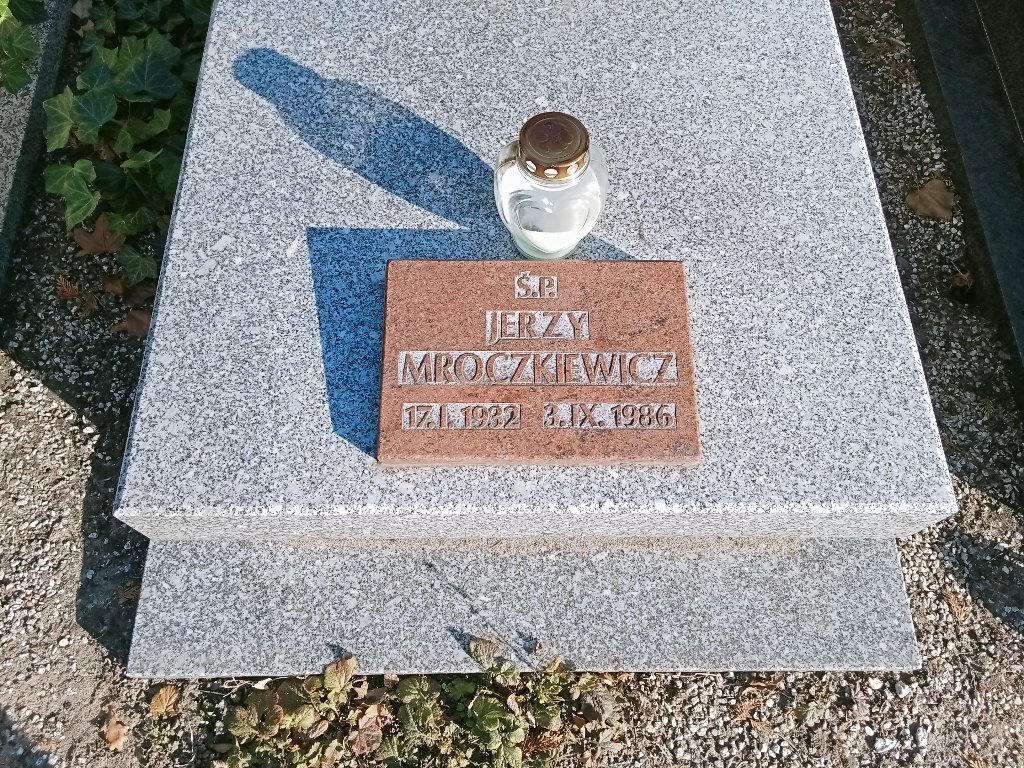 Ś.P.
JERZY
MROCZKIEWICZ
17.I.1932 3.IX.1986